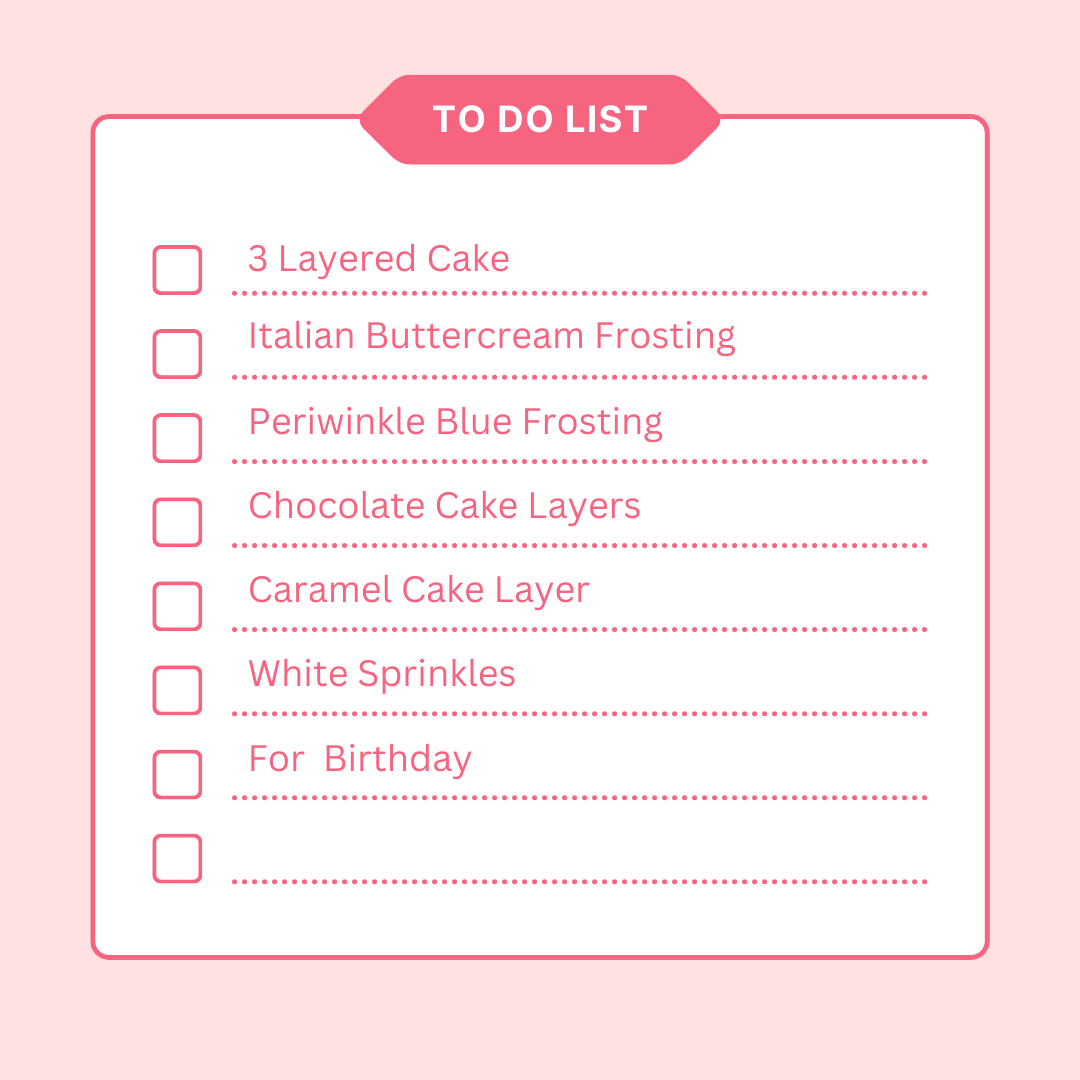 TO DO LIST
3 Layered Cake
Italian Buttercream Frosting
Periwinkle Blue Frosting
Chocolate Cake Layers
Caramel Cake Layer
White Sprinkles
For  Birthday